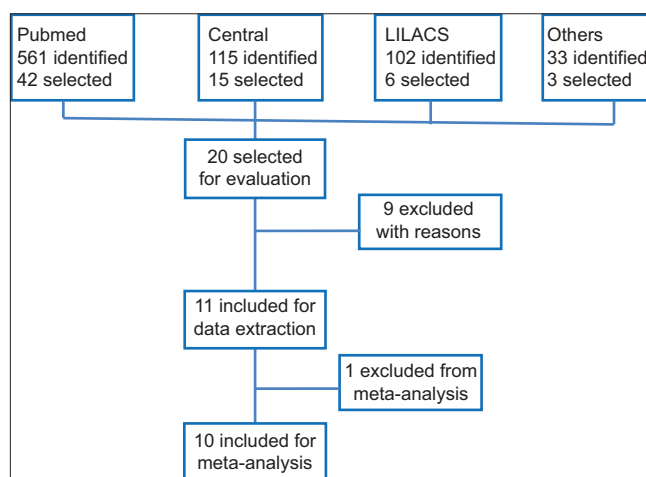 Pubmed
561 identified
42 selected
Central
115 identified
15 selected
LILACS
102 identified
6 selected
Others
33 identified
3 selected
20 selected
for evaluation
9 excluded
with reasons
11 included for
data extraction
1 excluded from
meta-analysis
10 included for
meta-analysis